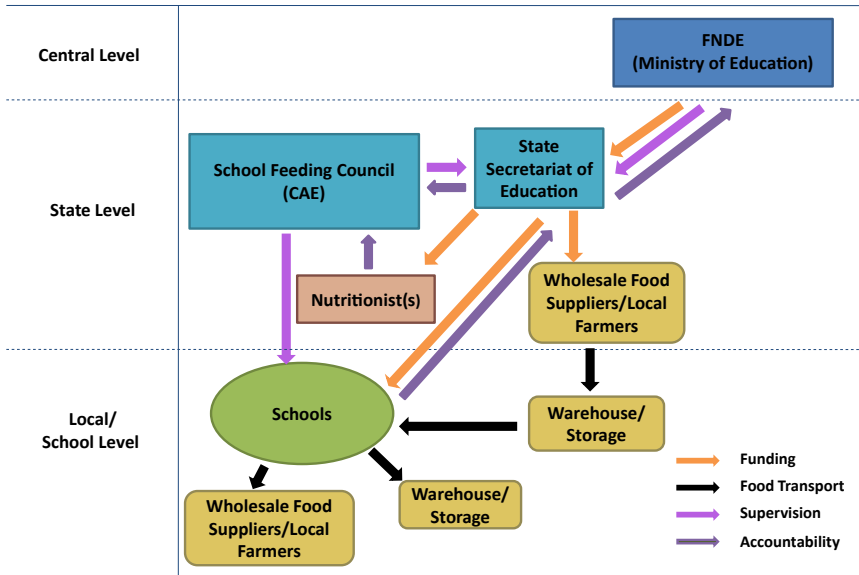 Central Level
FNDE
(Ministry of Education)
State Level
School Feeding Council
(CAE)
State
Secretariat of
Education
Nutritionist(s)
Wholesale Food
Suppliers/Local
Farmers
Local/
School Level
Schools
Warehouse/
Storage
Wholesale Food
Suppliers/Local
Farmers
Warehouse/
Storage
Funding
Food Transport
Supervision
Accountability